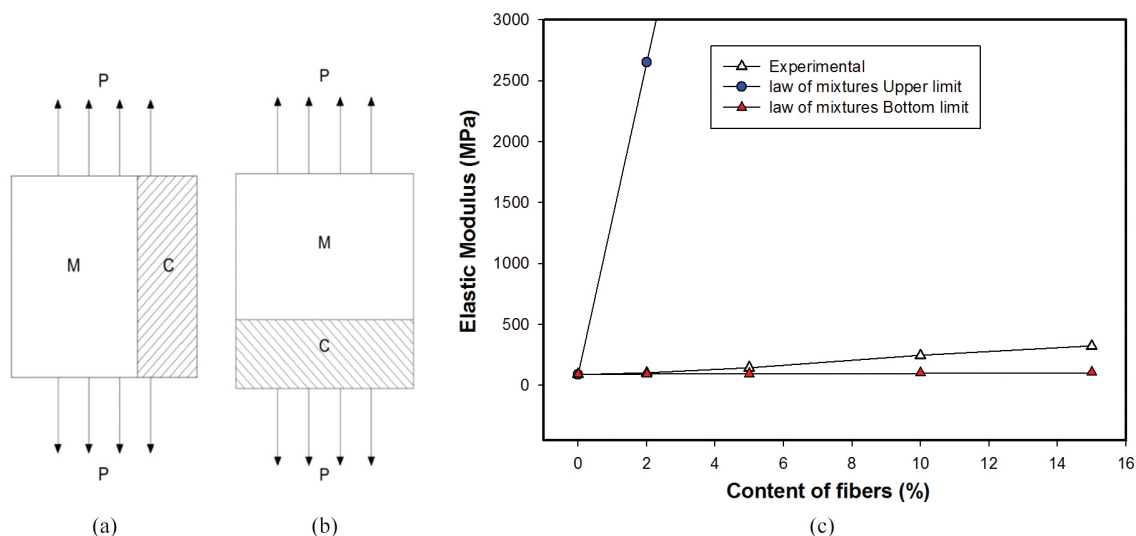 P
M
C
P
(a)
P
M
C
P
(b)
3000
2500
2000
1500
1000
500
0
Elastic Modulus (MPa)
Experimental
law of mixtures Upper limit
law of mixtures Bottom limit
0 2 4 6 8 10 12 14 16
Content of fibers (%)
(c)